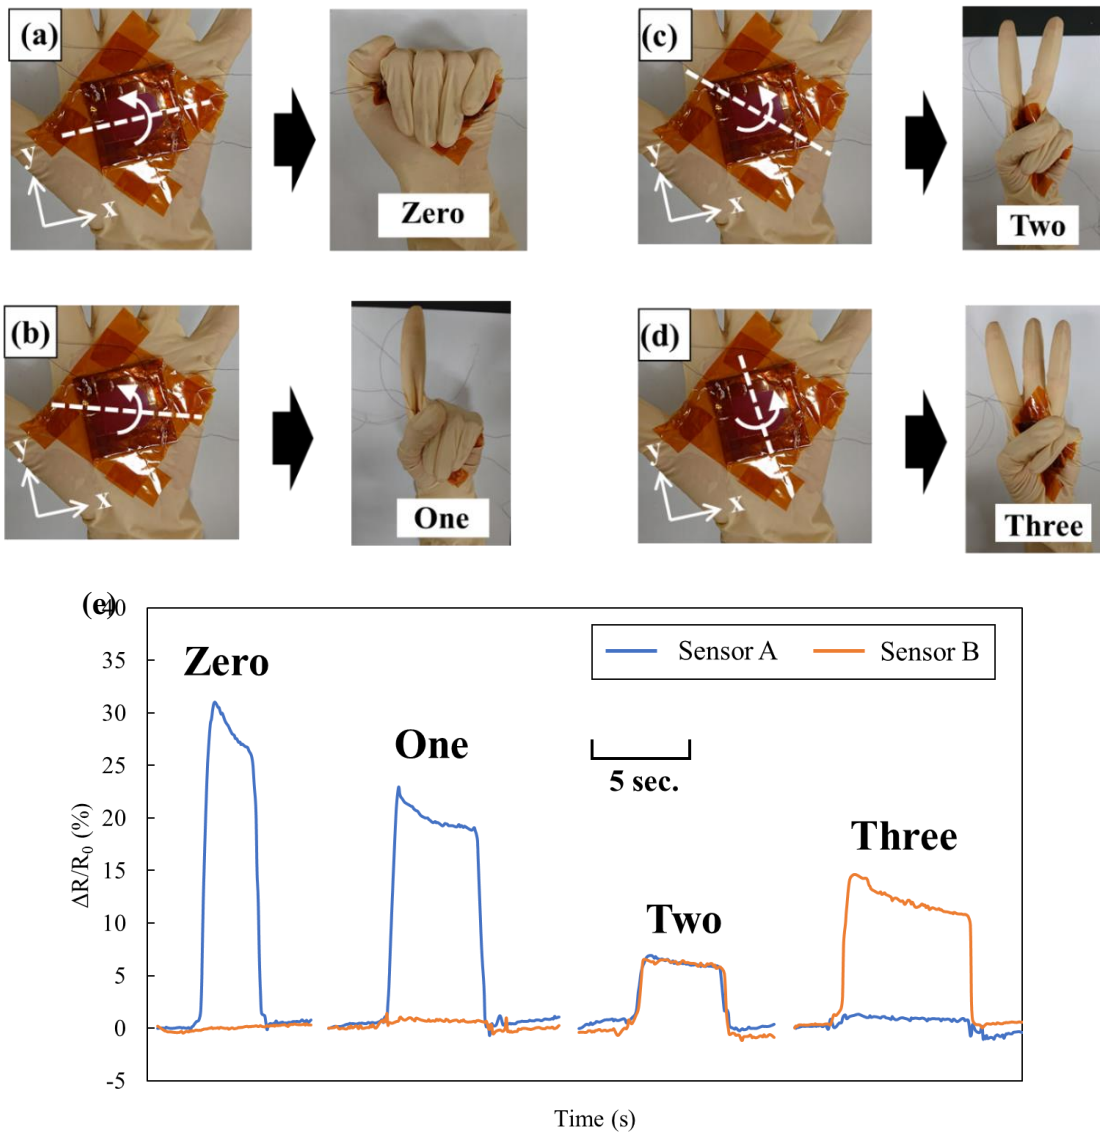 (a)
y
x
Zero
(c)
y
x
Two
(b)
y
x
One
(d)
y
x
Three
(e)
40
35
30
25
20
15
10
5
0
-5
ΔR/R₀ (%)
Zero
One
Two
Three
Sensor A
Sensor B
5 sec.
Time (s)